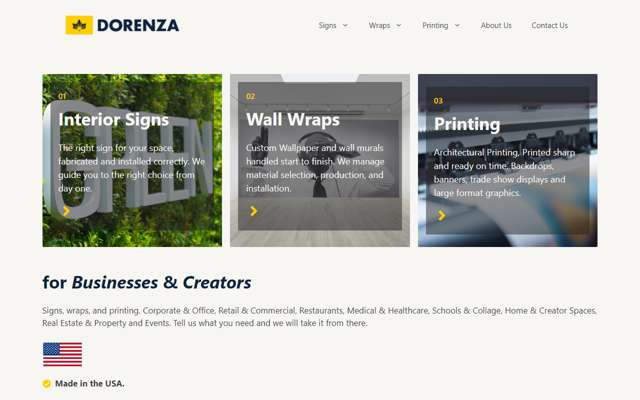 DORENZA
Signs Wraps Printing About Us Contact Us
01
Interior Signs
The right sign for your space,
fabricated and installed correctly. We
guide you to the right choice from
day one.
GREEN
02
Wall Wraps
Custom Wallpaper and wall murals
handled start to finish. We manage
material selection, production, and
installation.
03
Printing
Architectural Printing, Printed sharp
and ready on time. Backdrops,
banners, trade show displays and
large format graphics.
for Businesses & Creators
Signs, wraps, and printing. Corporate & Office, Retail & Commercial, Restaurants, Medical & Healthcare, Schools & Collage, Home & Creator Spaces,
Real Estate & Property and Events. Tell us what you need and we will take it from there.
Made in the USA.